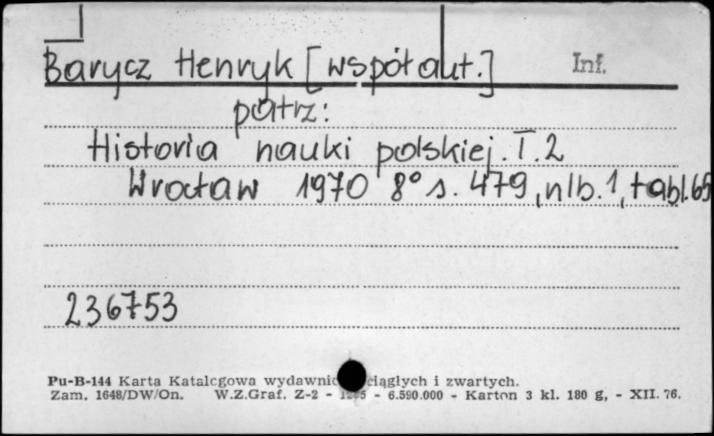 Barycz Henryk [współaut.] Inf.
patrz:
Historia nauki polskiej. T. 2
Wrocław 1970 8° s. 479, nlb. 1, tabl. 65
236753
Pu-B-144 Karta Katalogowa ciągłych i zwartych.
Zam. 1648/DW/On. W.Z.Graf. Z-2 - - 6.590.000 - Karton 3 kl. 180 g, - XII. 76.